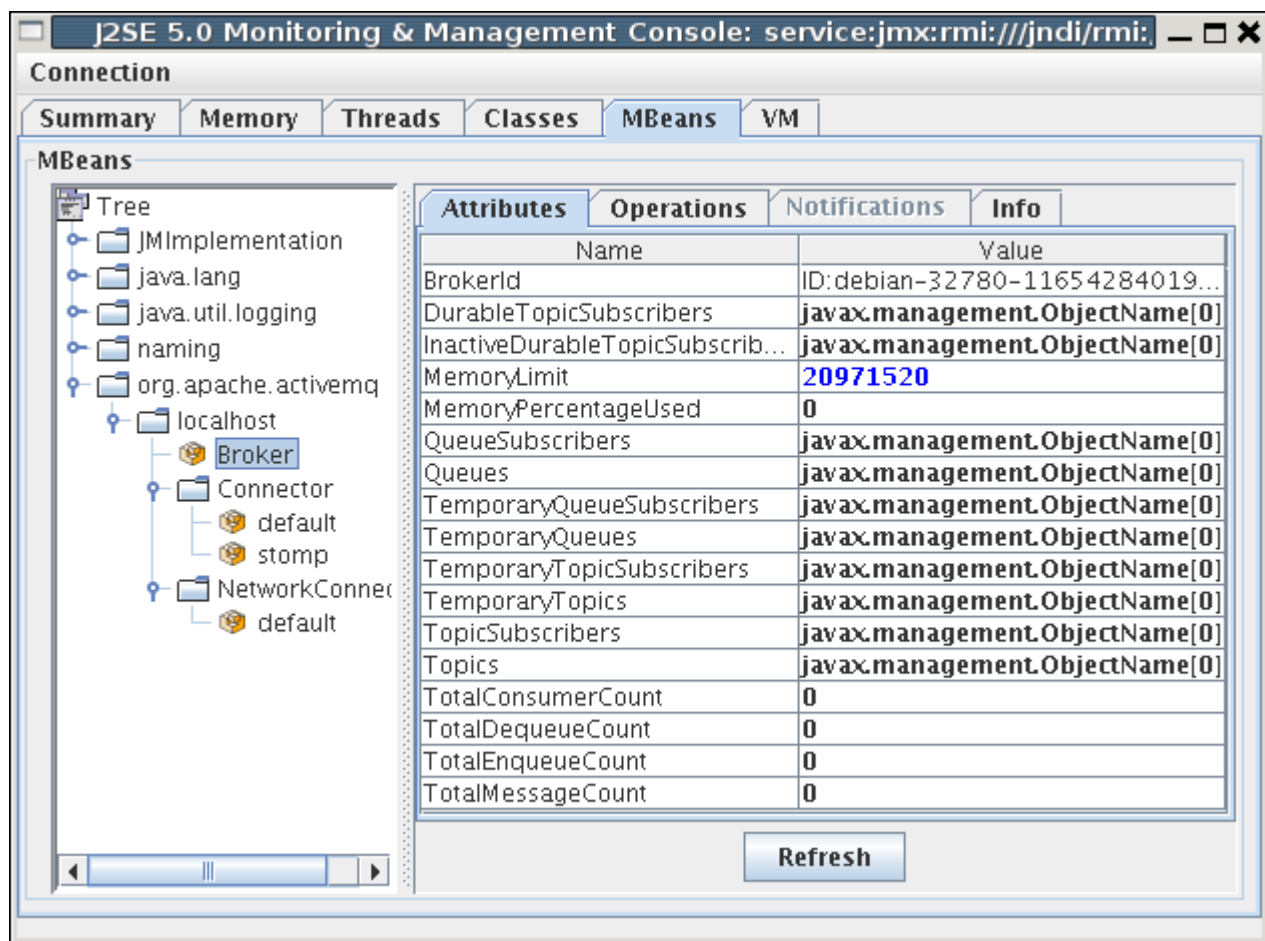 J2SE 5.0 Monitoring & Management Console: service:jmx:rmi:///jndi/rmi:
Connection
Summary Memory Threads Classes MBeans VM
MBeans
Tree
JMImplementation
java.lang
java.util.logging
naming
org.apache.activemq
localhost
Broker
Connector
default
stomp
NetworkConnec
default
Attributes Operations Notifications Info
Name Value
BrokerId ID:debian-32780-11654284019...
DurableTopicSubscribers javax.management.ObjectName[0]
InactiveDurableTopicSubscrib... javax.management.ObjectName[0]
MemoryLimit 20971520
MemoryPercentageUsed 0
QueueSubscribers javax.management.ObjectName[0]
Queues javax.management.ObjectName[0]
TemporaryQueueSubscribers javax.management.ObjectName[0]
TemporaryQueues javax.management.ObjectName[0]
TemporaryTopicSubscribers javax.management.ObjectName[0]
TemporaryTopics javax.management.ObjectName[0]
TopicSubscribers javax.management.ObjectName[0]
Topics javax.management.ObjectName[0]
TotalConsumerCount 0
TotalDequeueCount 0
TotalEnqueueCount 0
TotalMessageCount 0
Refresh